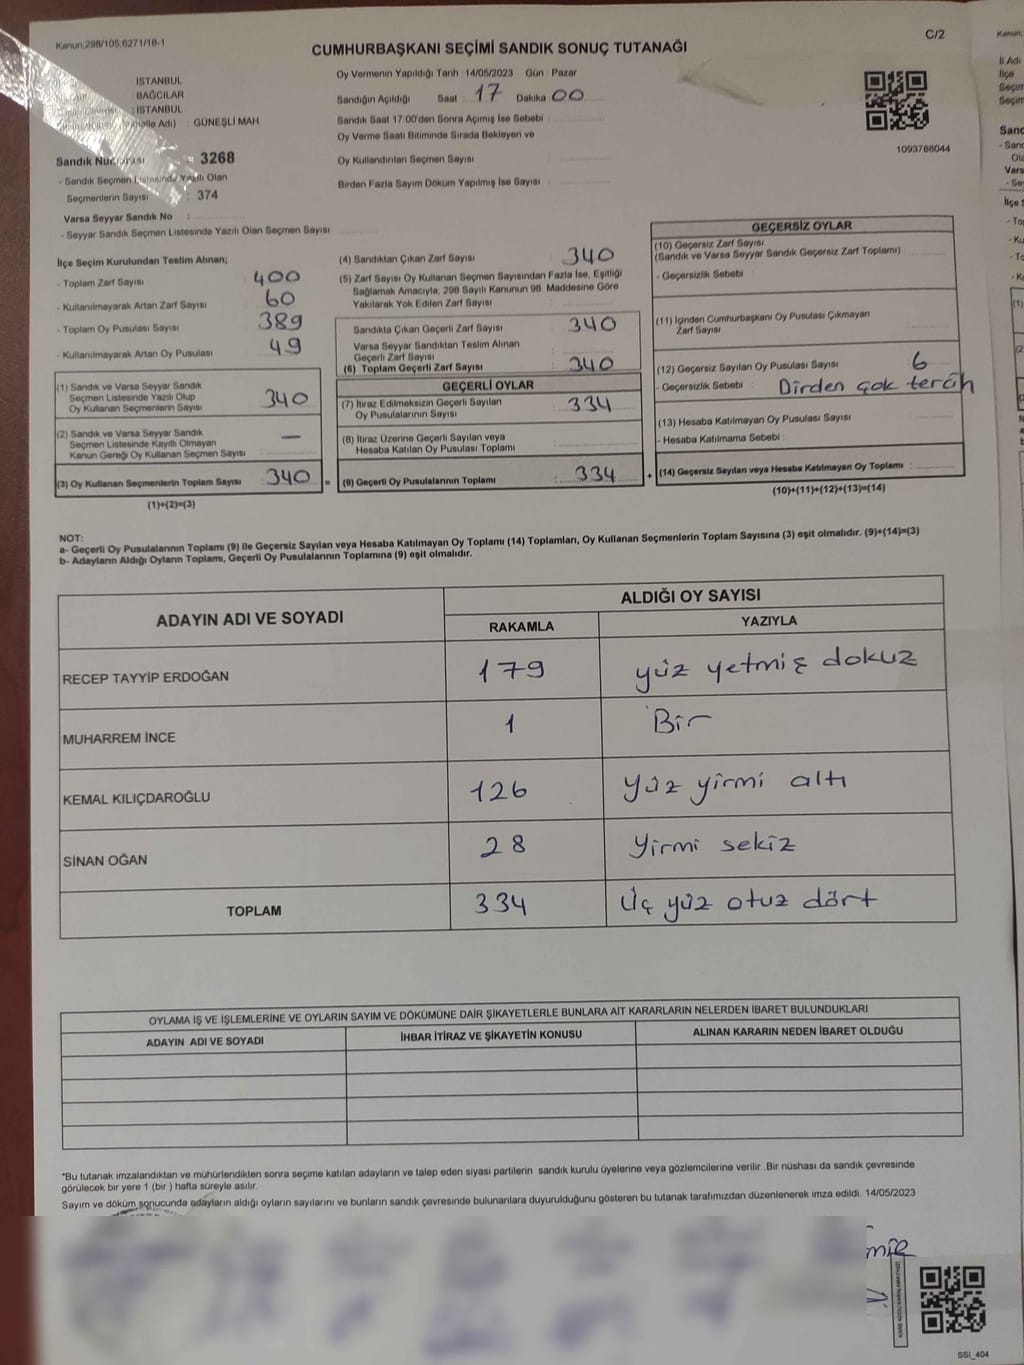 Kanun:298/105;6271/18-1
C/2
CUMHURBAŞKANI SEÇİMİ SANDIK SONUÇ TUTANAĞI
İSTANBUL
BAĞCILAR
: İSTANBUL
GÜNEŞLİ MAH.
Sandık : 3268
- Sandık Seçmen Listesinde Yazılı Olan
Seçmenlerin Sayısı : 374
Varsa Seyyar Sandık No :
- Seyyar Sandık Seçmen Listesinde Yazılı Olan Seçmen Sayısı :
Oy Vermenin Yapıldığı Tarih : 14/05/2023 Gün : Pazar
Sandığın Açıldığı Saat : 17 Dakika 00
Sandık Saat 17:00'den Sonra Açımış İse Sebebi :
Oy Verme Saati Bitiminde Sırada Bekleyen ve
Oy Kullandırılan Seçmen Sayısı :
Birden Fazla Sayım Döküm Yapılmış İse Sayısı :
1093788044
İlçe Seçim Kurulundan Teslim Alınan;
- Toplam Zarf Sayısı : 400
- Kullanılmayarak Artan Zarf Sayısı : 60
- Toplam Oy Pusulası Sayısı : 389
- Kullanılmayarak Artan Oy Pusulası : 49
(1) Sandık ve Varsa Seyyar Sandık
Seçmen Listesinde Yazılı Olup
Oy Kullanan Seçmenlerin Sayısı : 340
(2) Sandık ve Varsa Seyyar Sandık
Seçmen Listesinde Kayıtlı Olmayan
Kanun Gereği Oy Kullanan Seçmen Sayısı : —
(3) Oy Kullanan Seçmenlerin Toplam Sayısı : 340 =
(1)+(2)=(3)
(4) Sandıktan Çıkan Zarf Sayısı : 340
(5) Zarf Sayısı Oy Kullanan Seçmen Sayısından Fazla İse, Eşitliği
Sağlamak Amacıyla, 298 Sayılı Kanunun 98. Maddesine Göre
Yakılarak Yok Edilen Zarf Sayısı :
Sandıkta Çıkan Geçerli Zarf Sayısı : 340
Varsa Seyyar Sandıktan Teslim Alınan
Geçerli Zarf Sayısı :
(6) Toplam Geçerli Zarf Sayısı : 340
GEÇERLİ OYLAR
(7) İtiraz Edilmeksizin Geçerli Sayılan
Oy Pusulalarının Sayısı : 334
(8) İtiraz Üzerine Geçerli Sayılan veya
Hesaba Katılan Oy Pusulası Toplamı :
(9) Geçerli Oy Pusulalarının Toplamı : 334 +
GEÇERSİZ OYLAR
(10) Geçersiz Zarf Sayısı
(Sandık ve Varsa Seyyar Sandık Geçersiz Zarf Toplamı) :
- Geçersizlik Sebebi :
(11) İçinden Cumhurbaşkanı Oy Pusulası Çıkmayan
Zarf Sayısı :
(12) Geçersiz Sayılan Oy Pusulası Sayısı : 6
- Geçersizlik Sebebi : Birden çok tercih
(13) Hesaba Katılmayan Oy Pusulası Sayısı :
- Hesaba Katılmama Sebebi :
(14) Geçersiz Sayılan veya Hesaba Katılmayan Oy Toplamı :
(10)+(11)+(12)+(13)=(14)
NOT:
a- Geçerli Oy Pusulalarının Toplamı (9) ile Geçersiz Sayılan veya Hesaba Katılmayan Oy Toplamı (14) Toplamları, Oy Kullanan Seçmenlerin Toplam Sayısına (3) eşit olmalıdır. (9)+(14)=(3)
b- Adayların Aldığı Oyların Toplamı, Geçerli Oy Pusulalarının Toplamına (9) eşit olmalıdır.
ADAYIN ADI VE SOYADI
ALDIĞI OY SAYISI
RAKAMLA YAZIYLA
RECEP TAYYİP ERDOĞAN 179 yüz yetmiş dokuz
MUHARREM İNCE 1 Bir
KEMAL KILIÇDAROĞLU 126 yüz yirmi altı
SİNAN OĞAN 28 Yirmi sekiz
TOPLAM 334 Üç yüz otuz dört
OYLAMA İŞ VE İŞLEMLERİNE VE OYLARIN SAYIM VE DÖKÜMÜNE DAİR ŞİKAYETLERLE BUNLARA AİT KARARLARIN NELERDEN İBARET BULUNDUKLARI
ADAYIN ADI VE SOYADI İHBAR İTİRAZ VE ŞİKAYETİN KONUSU ALINAN KARARIN NEDEN İBARET OLDUĞU
*Bu tutanak imzalandıktan ve mühürlendikten sonra seçime katılan adayların ve talep eden siyasi partilerin sandık kurulu üyelerine veya gözlemcilerine verilir .Bir nüshası da sandık çevresinde
görülecek bir yere 1 (bir ) hafta süreyle asılır.
Sayım ve döküm sonucunda adayların aldığı oyların sayılarını ve bunların sandık çevresinde bulunanlara duyurulduğunu gösteren bu tutanak tarafımızdan düzenlenerek imza edildi. 14/05/2023
SSİ_404